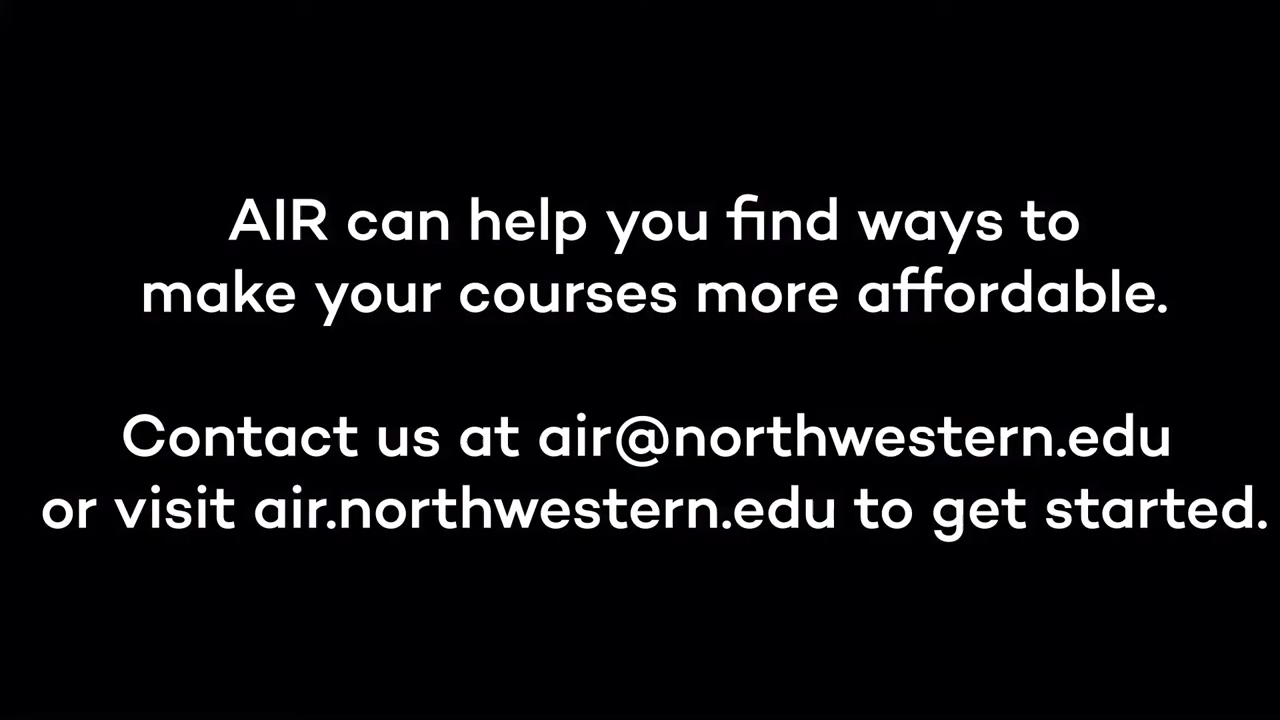 AIR can help you find ways to
make your courses more affordable.
Contact us at air@northwestern.edu
or visit air.northwestern.edu to get started.